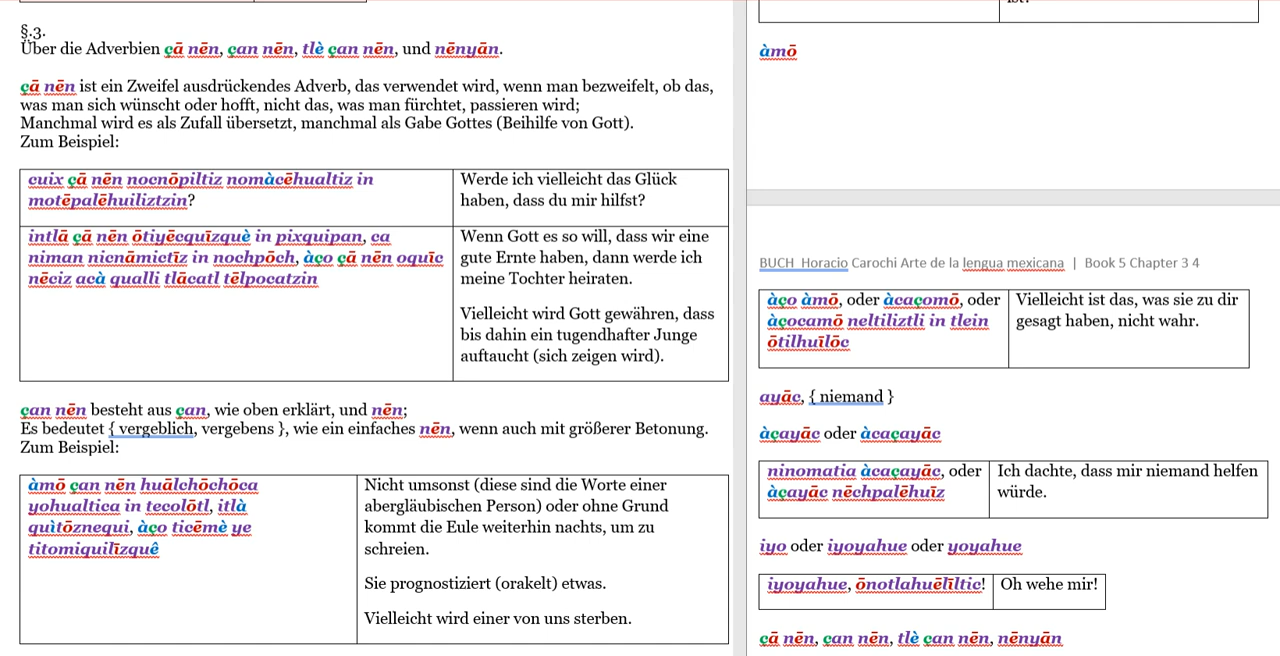 §.3.
Über die Adverbien çā nēn, çan nēn, tlè çan nēn, und nēnyān.
çā nēn ist ein Zweifel ausdrückendes Adverb, das verwendet wird, wenn man bezweifelt, ob das,
was man sich wünscht oder hofft, nicht das, was man fürchtet, passieren wird;
Manchmal wird es als Zufall übersetzt, manchmal als Gabe Gottes (Beihilfe von Gott).
Zum Beispiel:
cuix çā nēn nocnōpiltiz nomàcēhualtiz in
motēpalēhuiliztzin?
Werde ich vielleicht das Glück
haben, dass du mir hilfst?
intlā çā nēn ōtiyēcquīzquè in pixquipan, ca
niman nicnāmictīz in nochpōch, àço çā nēn oquīc
nēciz acà qualli tlācatl tēlpocatzin
Wenn Gott es so will, dass wir eine
gute Ernte haben, dann werde ich
meine Tochter heiraten.
Vielleicht wird Gott gewähren, dass
bis dahin ein tugendhafter Junge
auftaucht (sich zeigen wird).
çan nēn besteht aus çan, wie oben erklärt, und nēn;
Es bedeutet { vergeblich, vergebens }, wie ein einfaches nēn, wenn auch mit größerer Betonung.
Zum Beispiel:
àmō çan nēn huālchōchōca
yohualtica in tecolōtl, itlà
quìtōznequi, àço ticēmè ye
titomiquilīzquê
Nicht umsonst (diese sind die Worte einer
abergläubischen Person) oder ohne Grund
kommt die Eule weiterhin nachts, um zu
schreien.
Sie prognostiziert (orakelt) etwas.
Vielleicht wird einer von uns sterben.
àmō
BUCH Horacio Carochi Arte de la lengua mexicana | Book 5 Chapter 3 4
àço àmō, oder àcaçomō, oder
àçocamō neltiliztli in tlein
ōtilhuīlōc
Vielleicht ist das, was sie zu dir
gesagt haben, nicht wahr.
ayāc, { niemand }
àçayāc oder àcaçayāc
ninomatia àcaçayāc, oder
àçayāc nēchpalēhuīz
Ich dachte, dass mir niemand helfen
würde.
iyo oder iyoyahue oder yoyahue
iyoyahue, ōnotlahuēlīltic!
Oh wehe mir!
çā nēn, çan nēn, tlè çan nēn, nēnyān